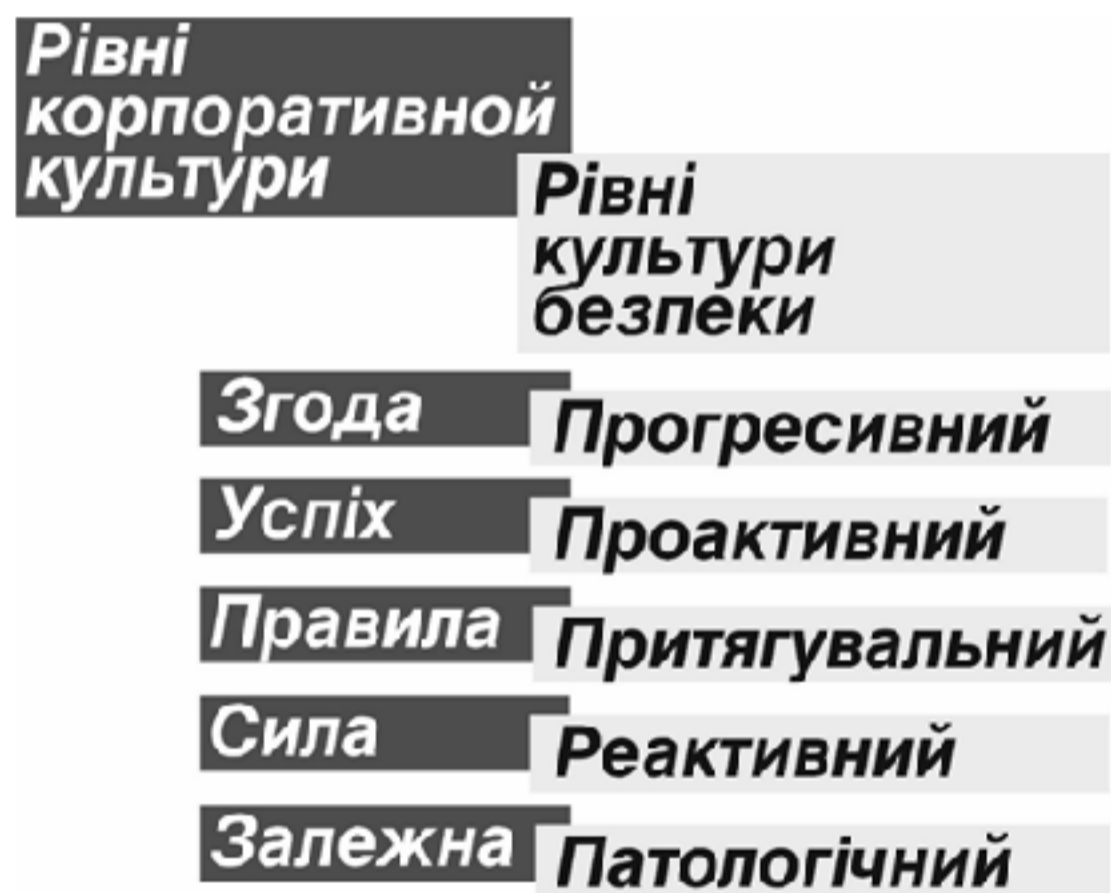 Рівні
корпоративной
культури
Рівні
культури
безпеки
Згода
Прогресивний
Успіх
Проактивний
Правила
Притягувальний
Сила
Реактивний
Залежна
Патологічний